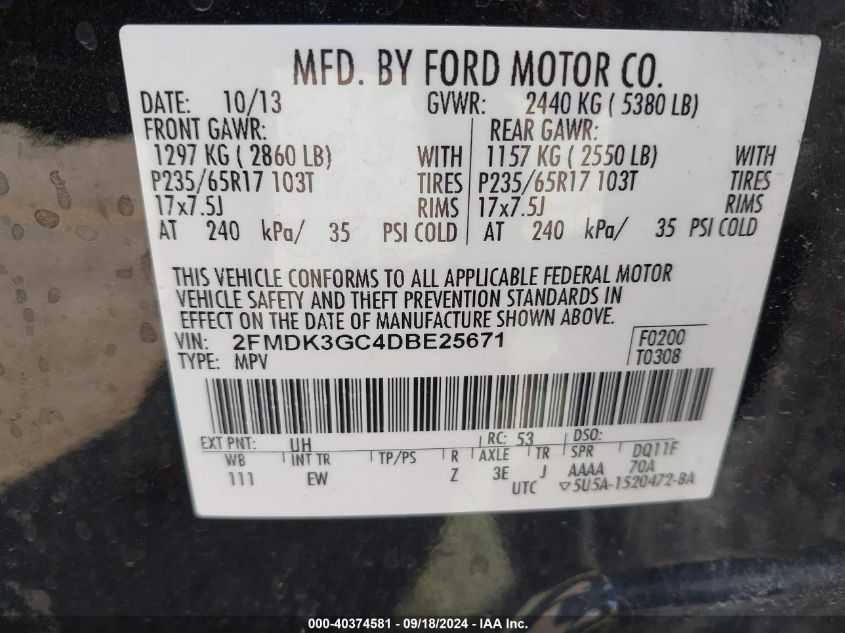 MFD. BY FORD MOTOR CO.
DATE: 10/13 GVWR: 2440 KG ( 5380 LB)
FRONT GAWR: REAR GAWR:
1297 KG ( 2860 LB) WITH 1157 KG ( 2550 LB) WITH
P235/65R17 103T TIRES P235/65R17 103T TIRES
17x7.5J RIMS 17x7.5J RIMS
AT 240 kPa/ 35 PSI COLD AT 240 kPa/ 35 PSI COLD
THIS VEHICLE CONFORMS TO ALL APPLICABLE FEDERAL MOTOR
VEHICLE SAFETY AND THEFT PREVENTION STANDARDS IN
EFFECT ON THE DATE OF MANUFACTURE SHOWN ABOVE.
VIN: 2FMDK3GC4DBE25671 F0200
TYPE: MPV T0308
EXT PNT: UH RC: 53 DSO:
WB INT TR TP/PS R AXLE TR SPR DQ11F
111 EW Z 3E J AAAA 70A
UTC ▽5U5A-1520472-BA
000-40374581 - 09/18/2024 - IAA Inc.